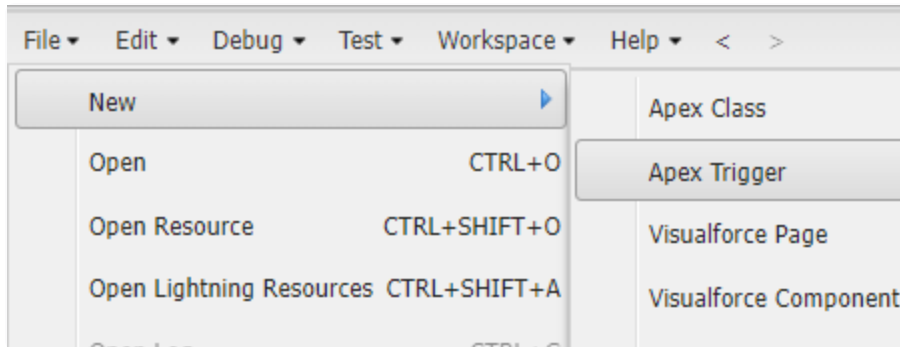 File Edit Debug Test Workspace Help < >
New
Open CTRL+O
Open Resource CTRL+SHIFT+O
Open Lightning Resources CTRL+SHIFT+A
Apex Class
Apex Trigger
Visualforce Page
Visualforce Component